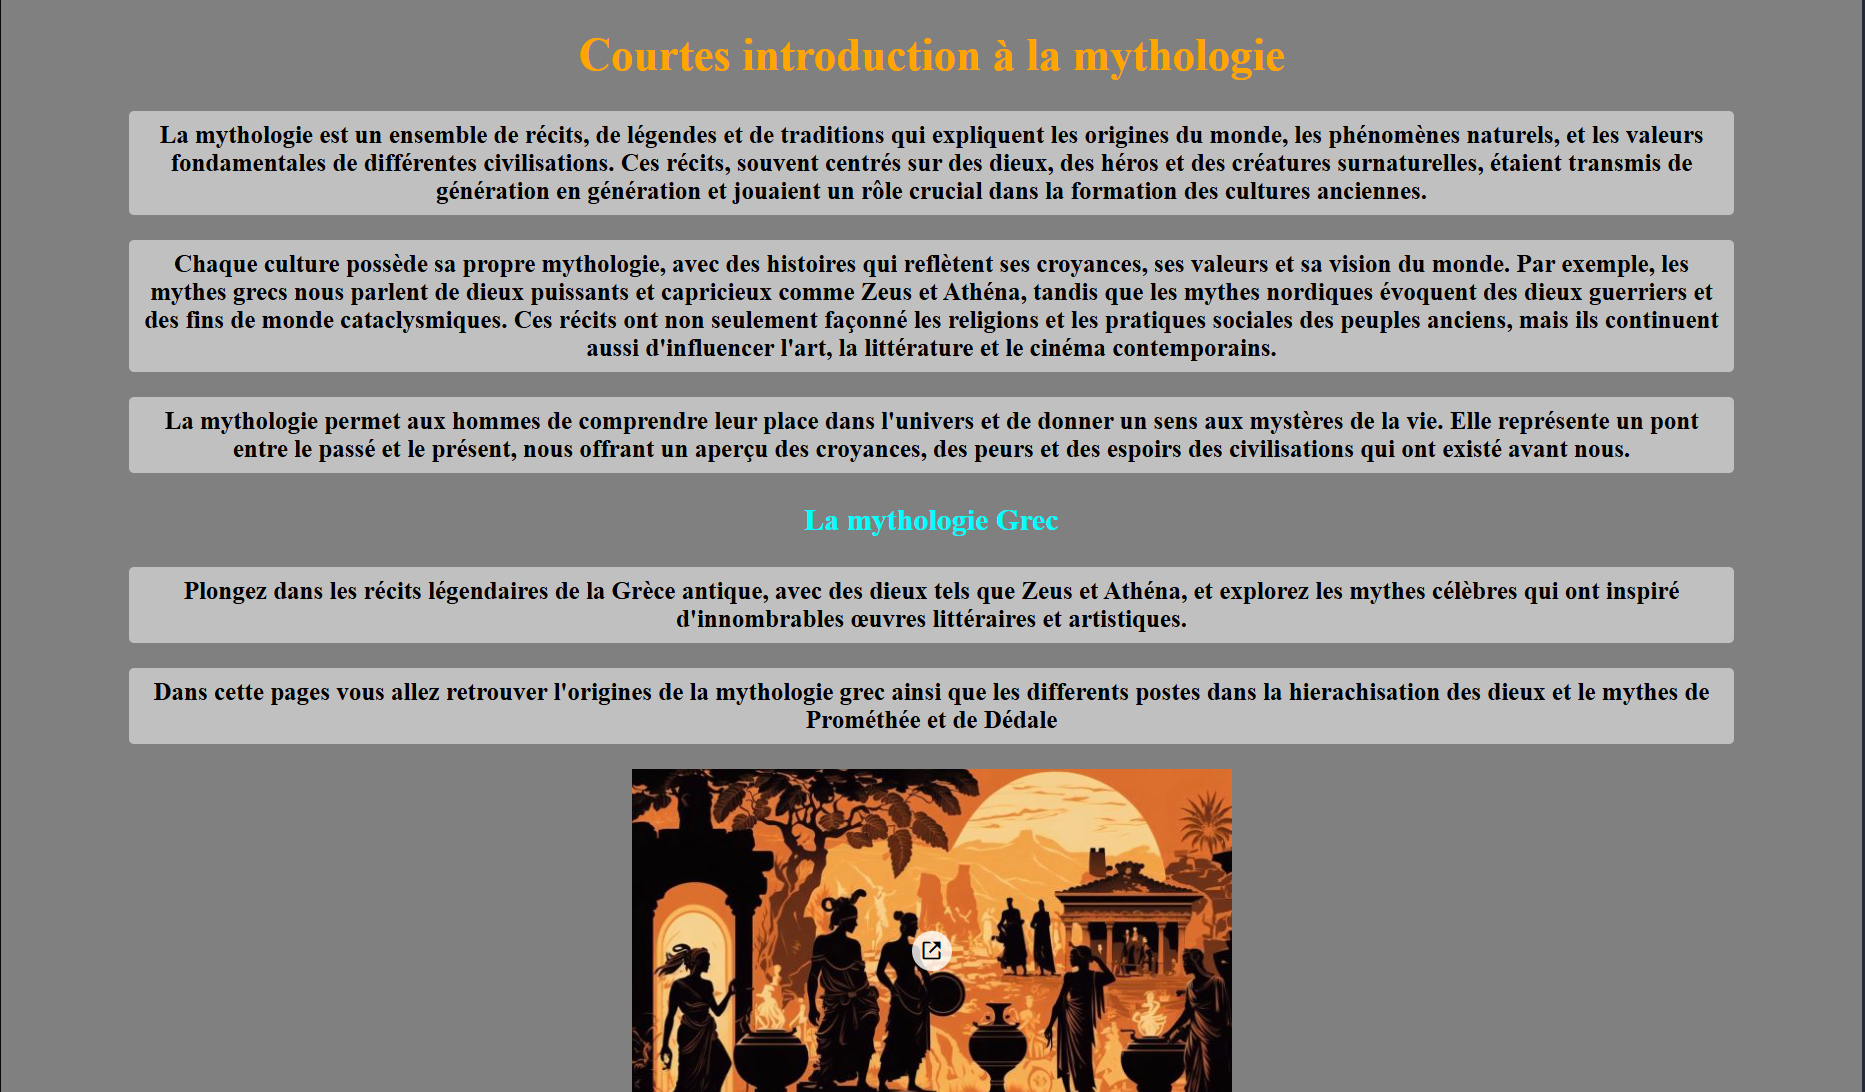 Courtes introduction à la mythologie
La mythologie est un ensemble de récits, de légendes et de traditions qui expliquent les origines du monde, les phénomènes naturels, et les valeurs
fondamentales de différentes civilisations. Ces récits, souvent centrés sur des dieux, des héros et des créatures surnaturelles, étaient transmis de
génération en génération et jouaient un rôle crucial dans la formation des cultures anciennes.
Chaque culture possède sa propre mythologie, avec des histoires qui reflètent ses croyances, ses valeurs et sa vision du monde. Par exemple, les
mythes grecs nous parlent de dieux puissants et capricieux comme Zeus et Athéna, tandis que les mythes nordiques évoquent des dieux guerriers et
des fins de monde cataclysmiques. Ces récits ont non seulement façonné les religions et les pratiques sociales des peuples anciens, mais ils continuent
aussi d'influencer l'art, la littérature et le cinéma contemporains.
La mythologie permet aux hommes de comprendre leur place dans l'univers et de donner un sens aux mystères de la vie. Elle représente un pont
entre le passé et le présent, nous offrant un aperçu des croyances, des peurs et des espoirs des civilisations qui ont existé avant nous.
La mythologie Grec
Plongez dans les récits légendaires de la Grèce antique, avec des dieux tels que Zeus et Athéna, et explorez les mythes célèbres qui ont inspiré
d'innombrables œuvres littéraires et artistiques.
Dans cette pages vous allez retrouver l'origines de la mythologie grec ainsi que les differents postes dans la hierachisation des dieux et le mythes de
Prométhée et de Dédale